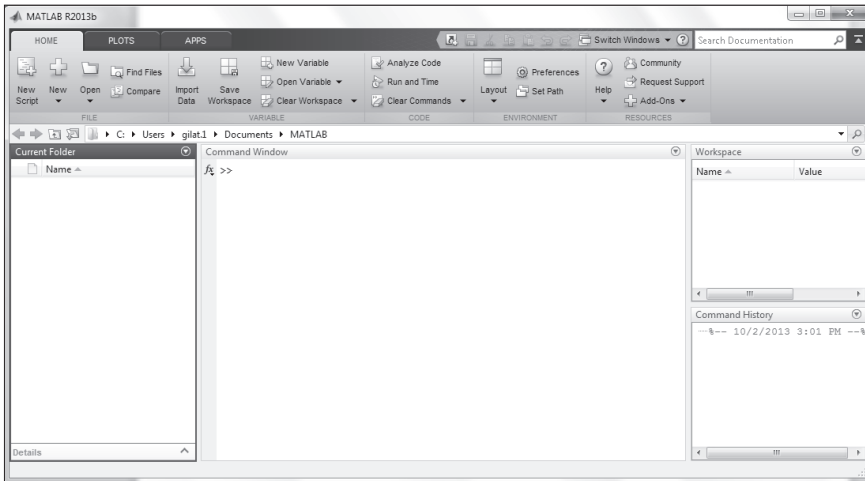 MATLAB R2013b
HOME PLOTS APPS
Switch Windows
Search Documentation
New Script
New
Open
Find Files
Compare
FILE
Import Data
Save Workspace
New Variable
Open Variable
Clear Workspace
VARIABLE
Analyze Code
Run and Time
Clear Commands
CODE
Layout
Preferences
Set Path
ENVIRONMENT
Help
Community
Request Support
Add-Ons
RESOURCES
C: Users gilat.1 Documents MATLAB
Current Folder
Name
Details
Command Window
fx >>
Workspace
Name Value
Command History
%-- 10/2/2013 3:01 PM --%